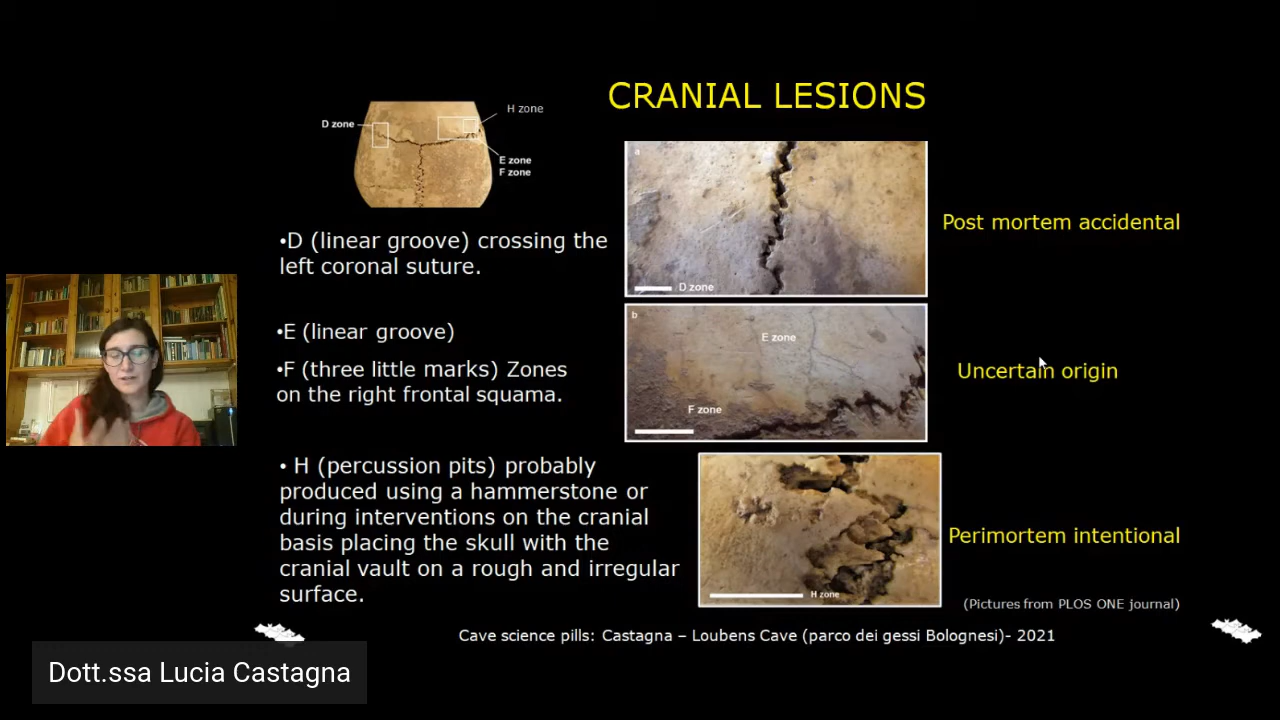 CRANIAL LESIONS
H zone
D zone
E zone
F zone
•D (linear groove) crossing the
left coronal suture.
a
D zone
Post mortem accidental
•E (linear groove)
•F (three little marks) Zones
on the right frontal squama.
b
E zone
F zone
Uncertain origin
• H (percussion pits) probably
produced using a hammerstone or
during interventions on the cranial
basis placing the skull with the
cranial vault on a rough and irregular
surface.
H zone
Perimortem intentional
(Pictures from PLOS ONE journal)
Cave science pills: Castagna – Loubens Cave (parco dei gessi Bolognesi)- 2021
Dott.ssa Lucia Castagna